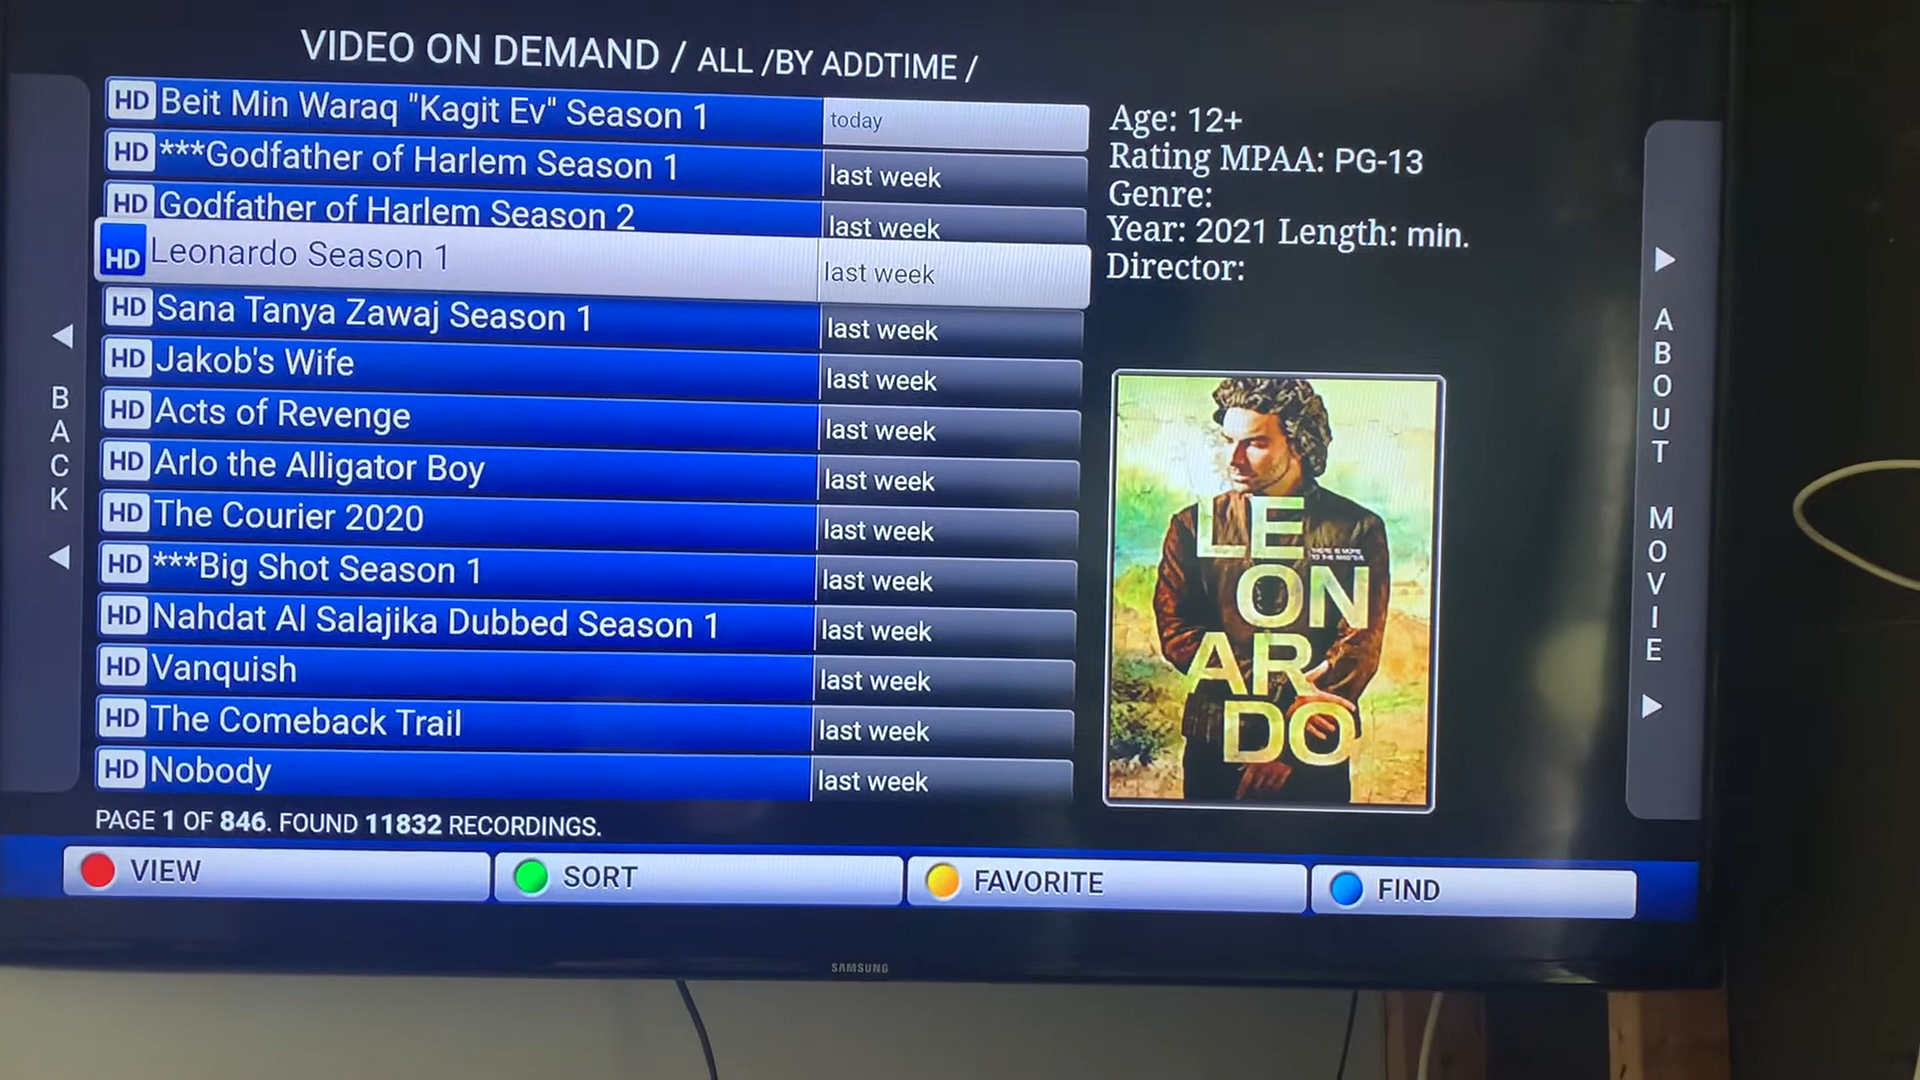 VIDEO ON DEMAND / ALL /BY ADDTIME /
HD Beit Min Waraq "Kagit Ev" Season 1 today
HD ***Godfather of Harlem Season 1 last week
HD Godfather of Harlem Season 2 last week
HD Leonardo Season 1 last week
HD Sana Tanya Zawaj Season 1 last week
HD Jakob's Wife last week
HD Acts of Revenge last week
HD Arlo the Alligator Boy last week
HD The Courier 2020 last week
HD ***Big Shot Season 1 last week
HD Nahdat Al Salajika Dubbed Season 1 last week
HD Vanquish last week
HD The Comeback Trail last week
HD Nobody last week
PAGE 1 OF 846. FOUND 11832 RECORDINGS.
BACK
Age: 12+
Rating MPAA: PG-13
Genre:
Year: 2021 Length: min.
Director:
LE
ON
AR
DO
ABOUT MOVIE
VIEW
SORT
FAVORITE
FIND
SAMSUNG